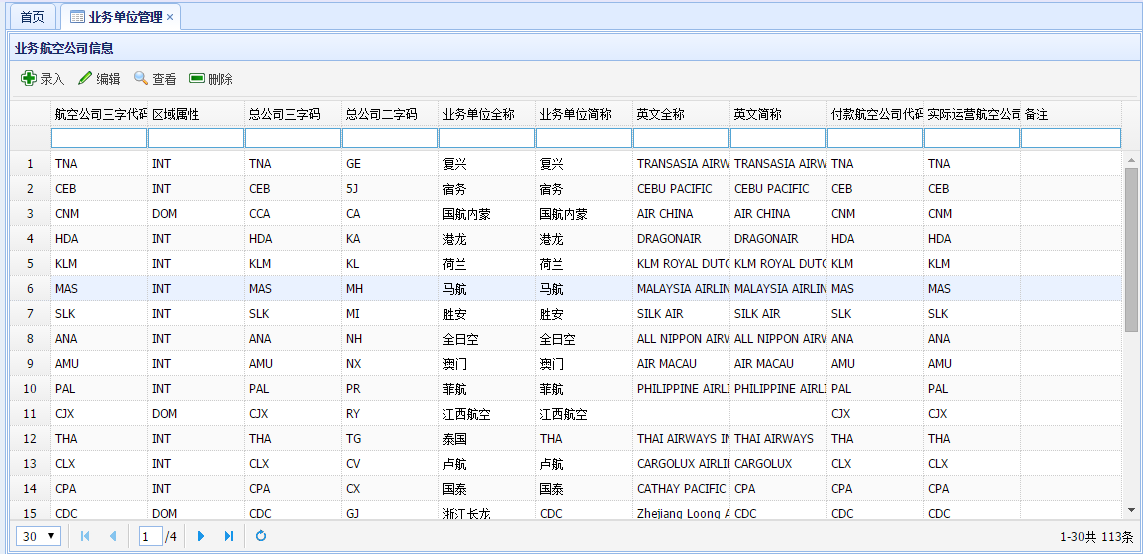 首页 业务单位管理 ×
业务航空公司信息
录入 编辑 查看 删除
航空公司三字代码 区域属性 总公司三字码 总公司二字码 业务单位全称 业务单位简称 英文全称 英文简称 付款航空公司代码 实际运营航空公司 备注
1 TNA INT TNA GE 复兴 复兴 TRANSASIA AIRW TRANSASIA AIRW TNA TNA
2 CEB INT CEB 5J 宿务 宿务 CEBU PACIFIC CEBU PACIFIC CEB CEB
3 CNM DOM CCA CA 国航内蒙 国航内蒙 AIR CHINA AIR CHINA CNM CNM
4 HDA INT HDA KA 港龙 港龙 DRAGONAIR DRAGONAIR HDA HDA
5 KLM INT KLM KL 荷兰 荷兰 KLM ROYAL DUTC KLM ROYAL DUTC KLM KLM
6 MAS INT MAS MH 马航 马航 MALAYSIA AIRLIN MALAYSIA AIRLIN MAS MAS
7 SLK INT SLK MI 胜安 胜安 SILK AIR SILK AIR SLK SLK
8 ANA INT ANA NH 全日空 全日空 ALL NIPPON AIRW ALL NIPPON AIRW ANA ANA
9 AMU INT AMU NX 澳门 澳门 AIR MACAU AIR MACAU AMU AMU
10 PAL INT PAL PR 菲航 菲航 PHILIPPINE AIRLI PHILIPPINE AIRLI PAL PAL
11 CJX DOM CJX RY 江西航空 江西航空 CJX CJX
12 THA INT THA TG 泰国 THA THAI AIRWAYS IN THAI AIRWAYS THA THA
13 CLX INT CLX CV 卢航 卢航 CARGOLUX AIRLI CARGOLUX CLX CLX
14 CPA INT CPA CX 国泰 国泰 CATHAY PACIFIC CPA CPA CPA
15 CDC DOM CDC GJ 浙江长龙 CDC Zhejiang Loong A CDC CDC CDC
30 1 /4 1-30共 113条